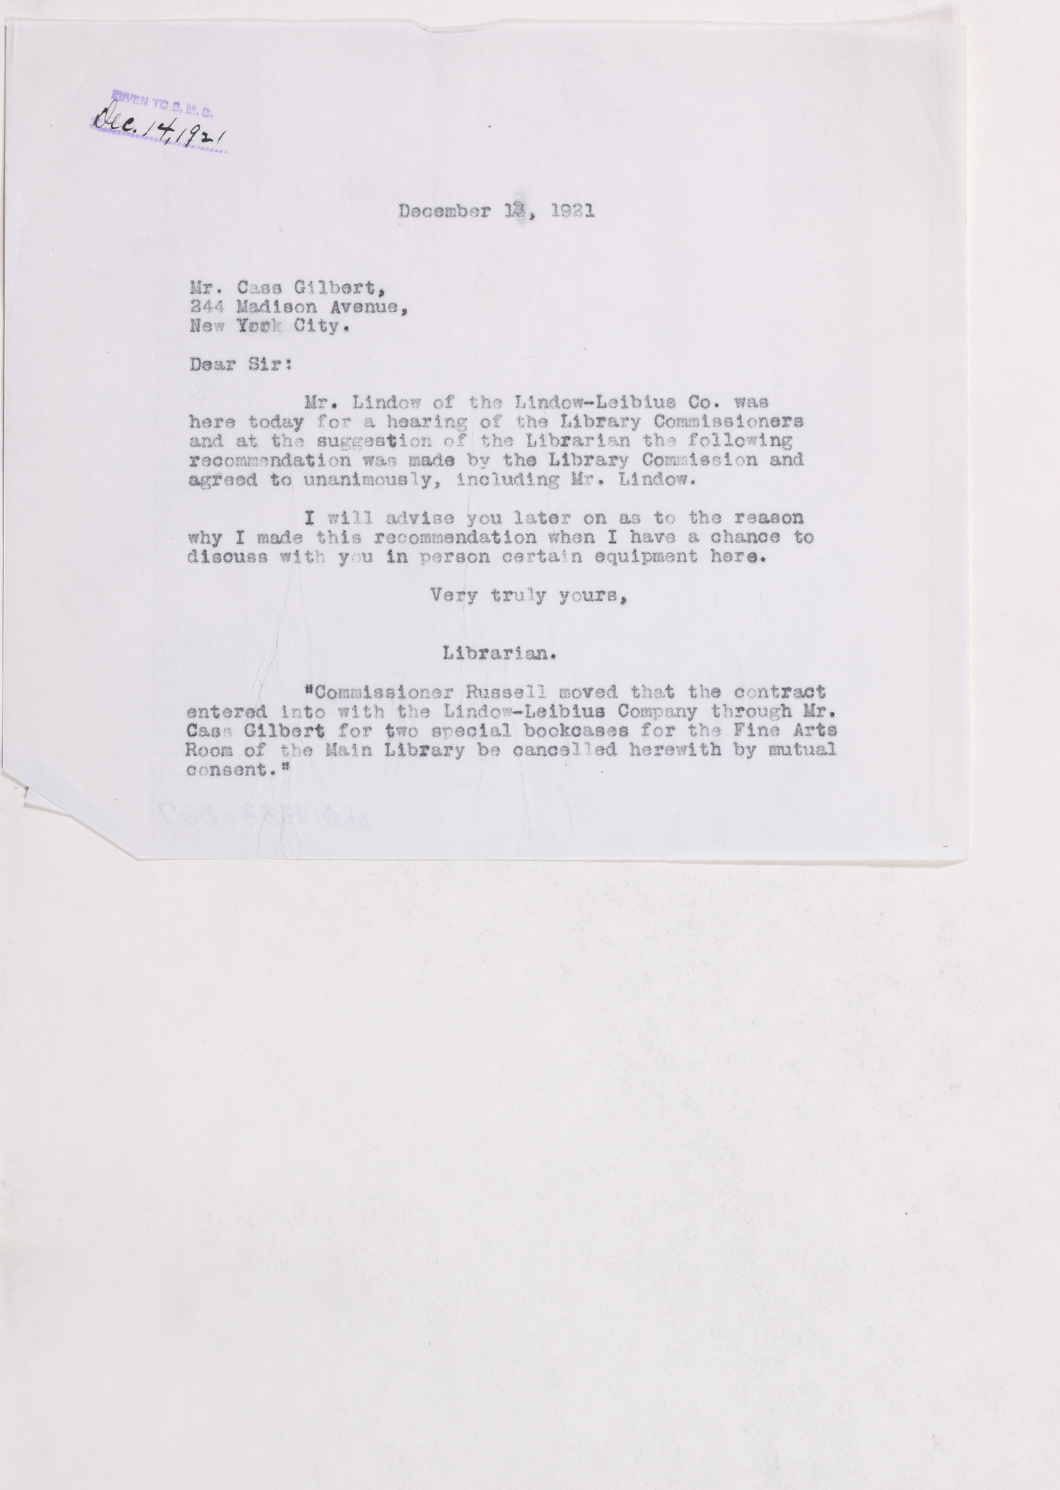 GIVEN TO B. M. C.
Dec. 14, 1921
December 13, 1921
Mr. Cass Gilbert,
244 Madison Avenue,
New York City.
Dear Sir:
Mr. Lindow of the Lindow-Leibius Co. was
here today for a hearing of the Library Commissioners
and at the suggestion of the Librarian the following
recommendation was made by the Library Commission and
agreed to unanimously, including Mr. Lindow.
I will advise you later on as to the reason
why I made this recommendation when I have a chance to
discuss with you in person certain equipment here.
Very truly yours,
Librarian.
"Commissioner Russell moved that the contract
entered into with the Lindow-Leibius Company through Mr.
Cass Gilbert for two special bookcases for the Fine Arts
Room of the Main Library be cancelled herewith by mutual
consent."